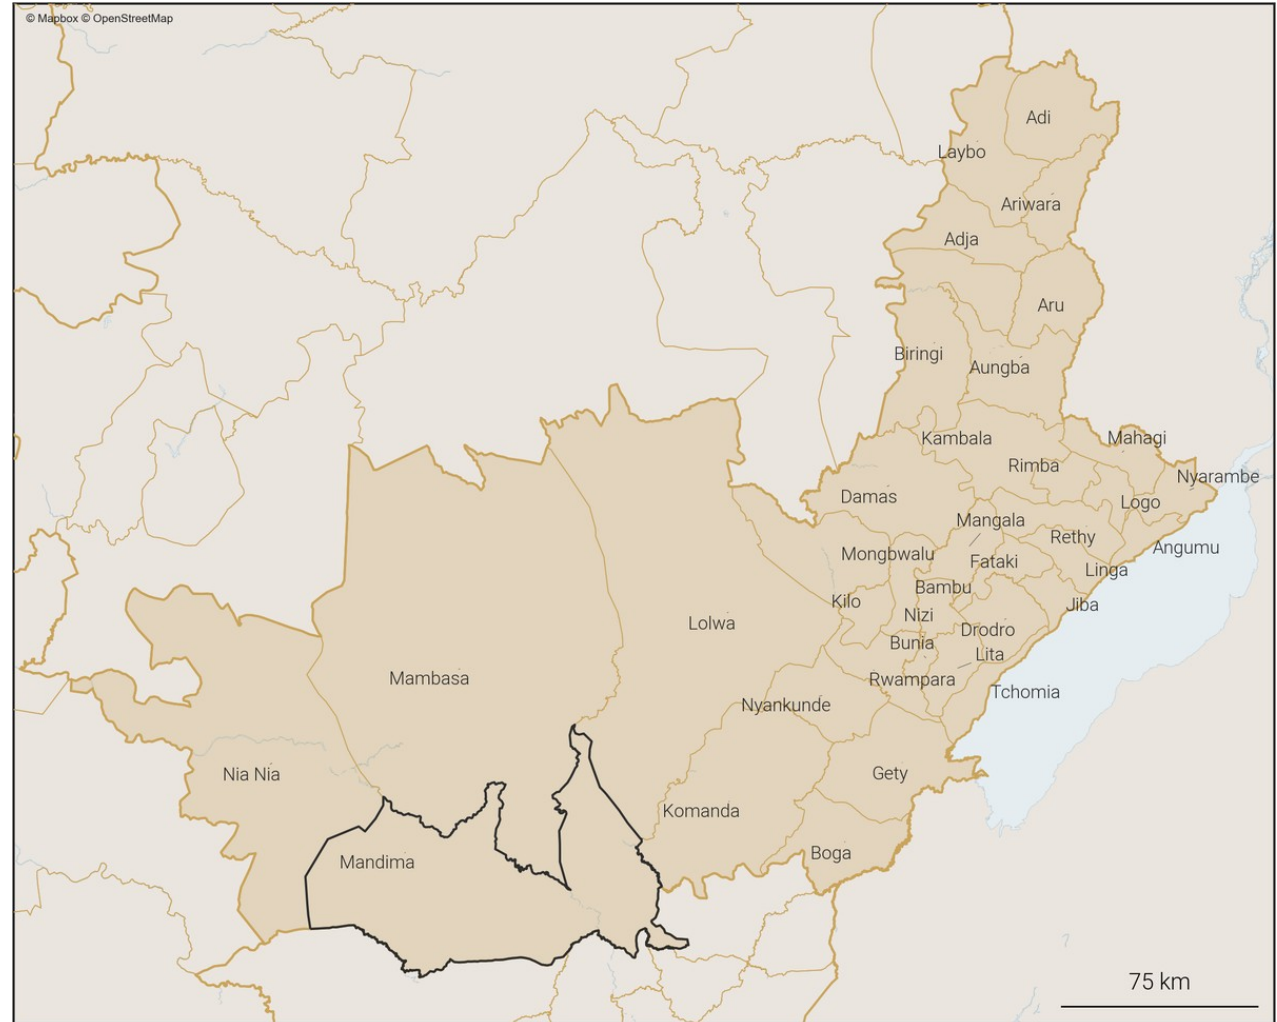 © Mapbox © OpenStreetMap
Adi
Laybo
Ariwara
Adja
Aru
Biringi
Aungba
Kambala
Mahagi
Rimba
Nyarambe
Damas
Logo
Mangala
Rethy
Angumu
Mongbwalu
Fataki
Linga
Bambu
Kilo
Jiba
Nizi
Lolwa
Drodro
Bunia
Lita
Mambasa
Rwampara
Tchomia
Nyankunde
Nia Nia
Gety
Komanda
Boga
Mandima
75 km